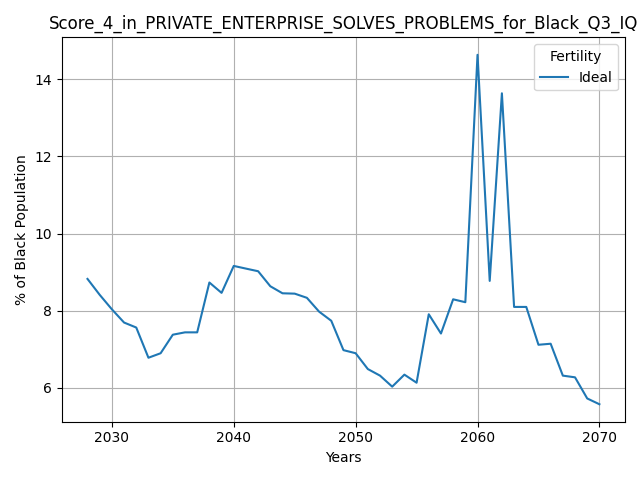 Score_4_in_PRIVATE_ENTERPRISE_SOLVES_PROBLEMS_for_Black_Q3_IQ
Fertility
Ideal
% of Black Population
14
12
10
8
6
2030 2040 2050 2060 2070
Years